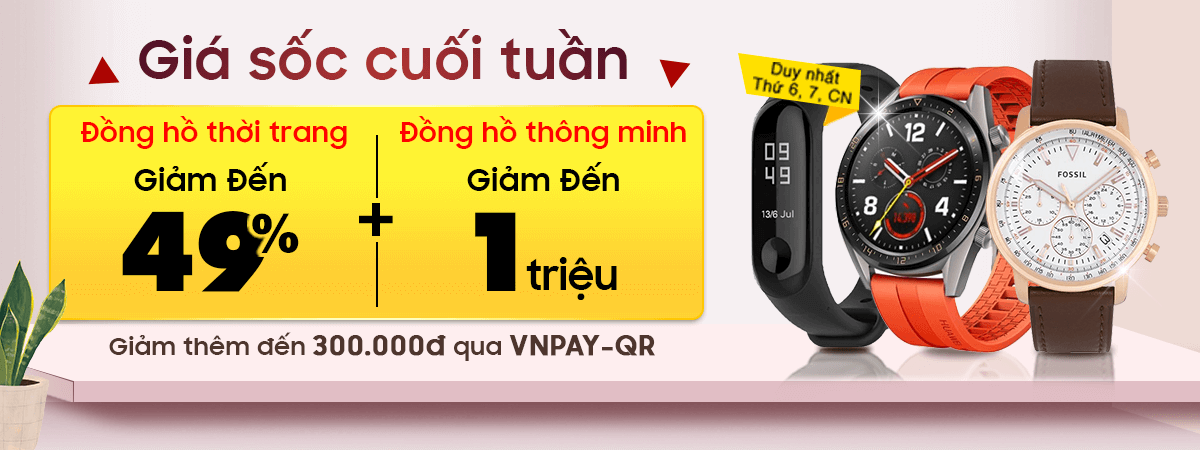 Giá sốc cuối tuần
Duy nhất
Thứ 6, 7, CN
Đồng hồ thời trang
Giảm Đến
49%
+
Đồng hồ thông minh
Giảm Đến
1 triệu
Giảm thêm đến 300.000đ qua VNPAY-QR
09
49
13/6 Jul
12
4
8
HUAWEI
FOSSIL